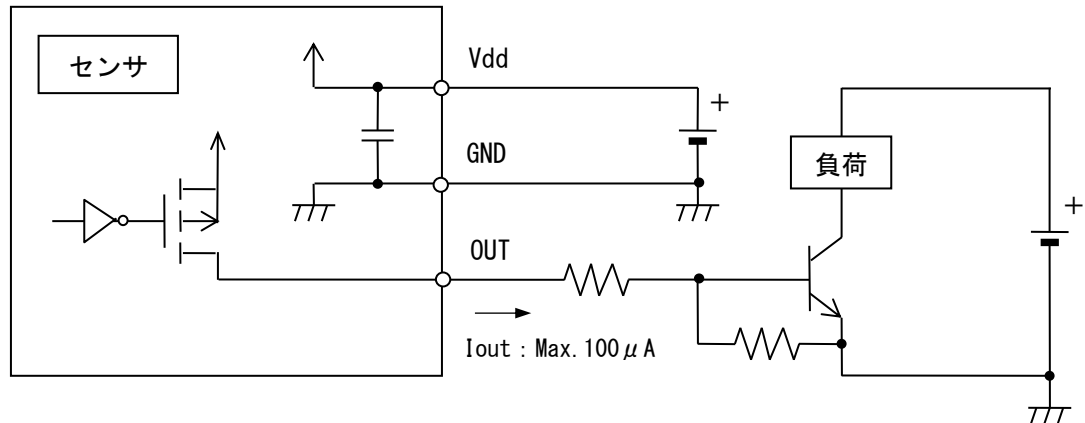 センサ
Vdd
+
GND
負荷
+
OUT
Iout : Max. 100μA